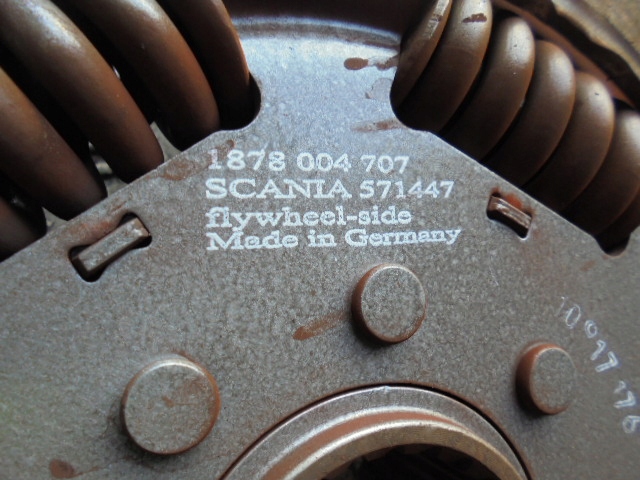 1878 004 707
SCANIA 571447
flywheel-side
Made in Germany